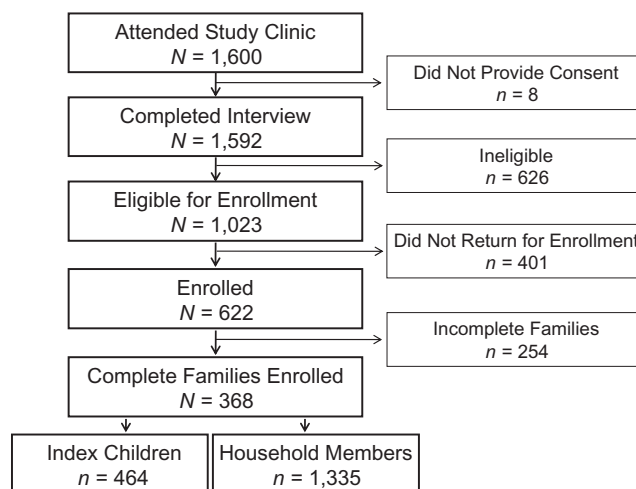 Attended Study Clinic
N = 1,600
Did Not Provide Consent
n = 8
Completed Interview
N = 1,592
Ineligible
n = 626
Eligible for Enrollment
N = 1,023
Did Not Return for Enrollment
n = 401
Enrolled
N = 622
Incomplete Families
n = 254
Complete Families Enrolled
N = 368
Index Children
n = 464
Household Members
n = 1,335